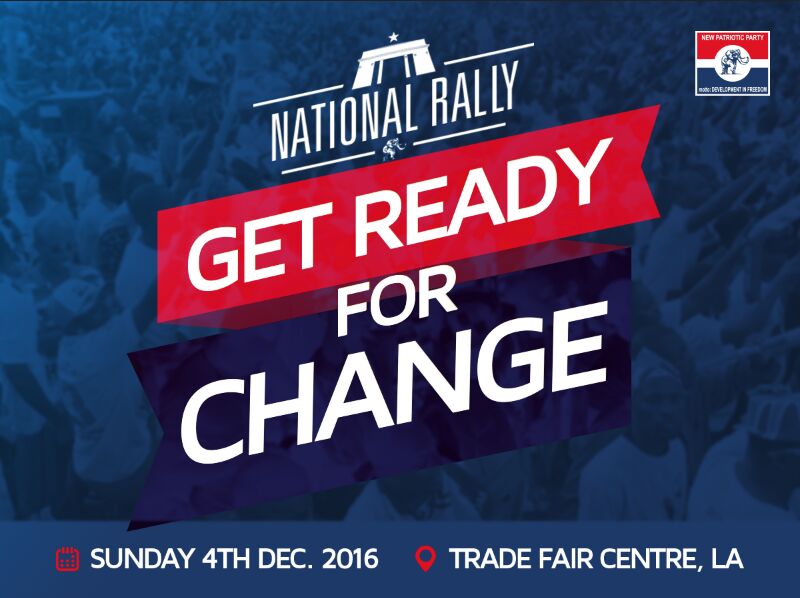 NATIONAL RALLY
NEW PATRIOTIC PARTY
motto: DEVELOPMENT IN FREEDOM
GET READY
FOR
CHANGE
SUNDAY 4TH DEC. 2016
TRADE FAIR CENTRE, LA